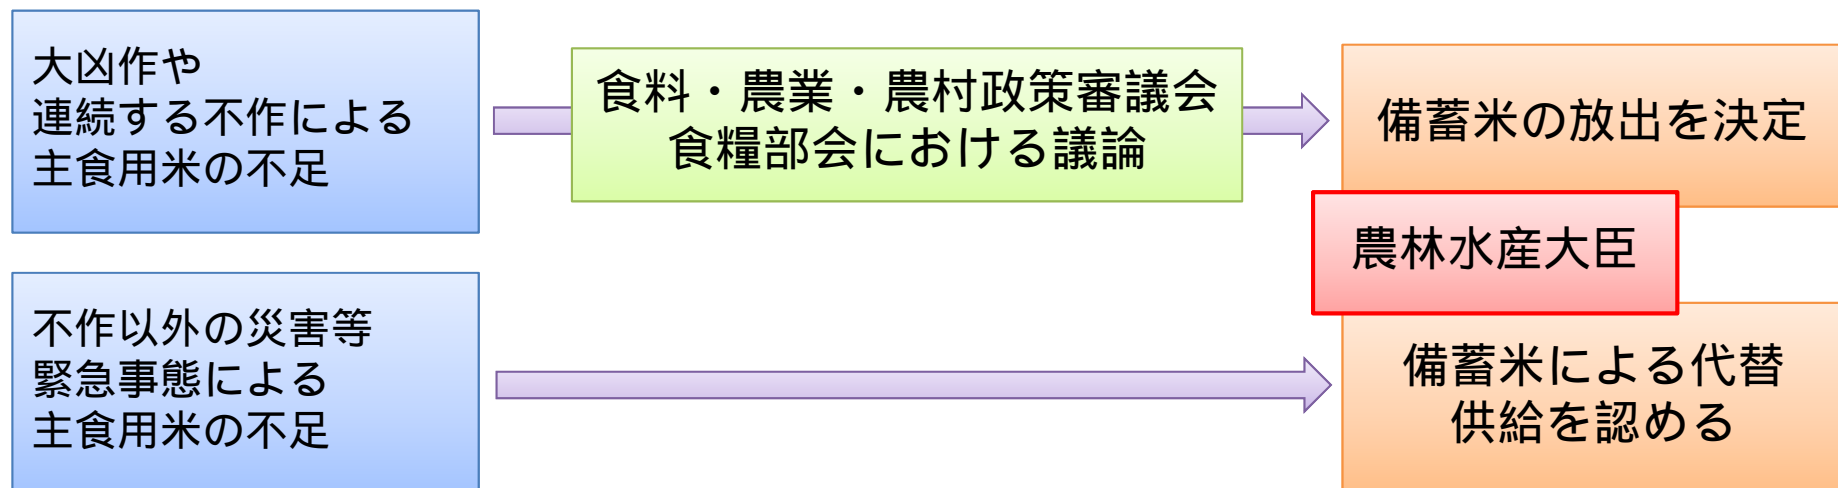 大凶作や
連続する不作による
主食用米の不足
食料・農業・農村政策審議会
食糧部会における議論
備蓄米の放出を決定
農林水産大臣
不作以外の災害等
緊急事態による
主食用米の不足
備蓄米による代替
供給を認める